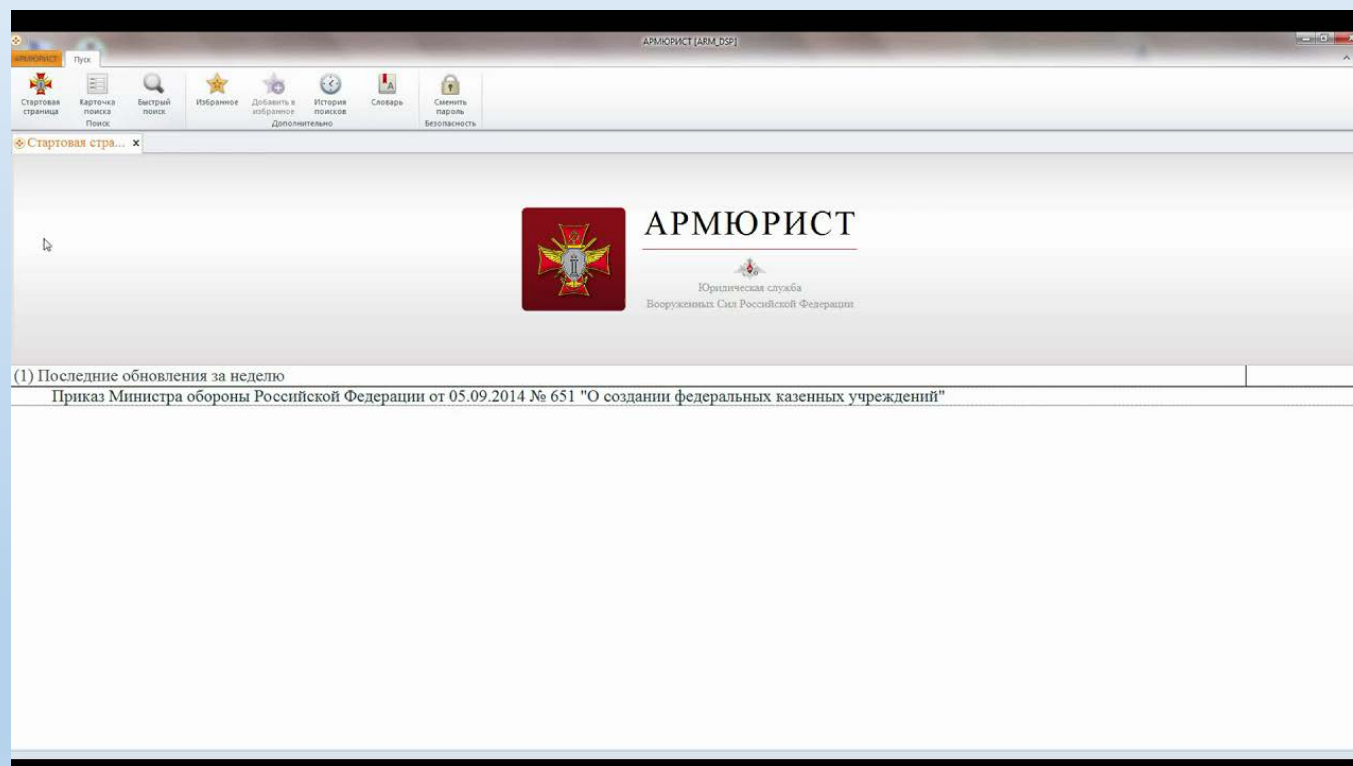 АРМЮРИСТ [ARM_DSP]
АРМЮРИСТ Пуск
Стартовая страница
Карточка поиска
Быстрый поиск
Избранное
Добавить в избранное
История поисков
Словарь
Сменить пароль
Поиск
Дополнительно
Безопасность
Стартовая стра... x
АРМЮРИСТ
Юридическая служба
Вооруженных Сил Российской Федерации
(1) Последние обновления за неделю
Приказ Министра обороны Российской Федерации от 05.09.2014 № 651 "О создании федеральных казенных учреждений"